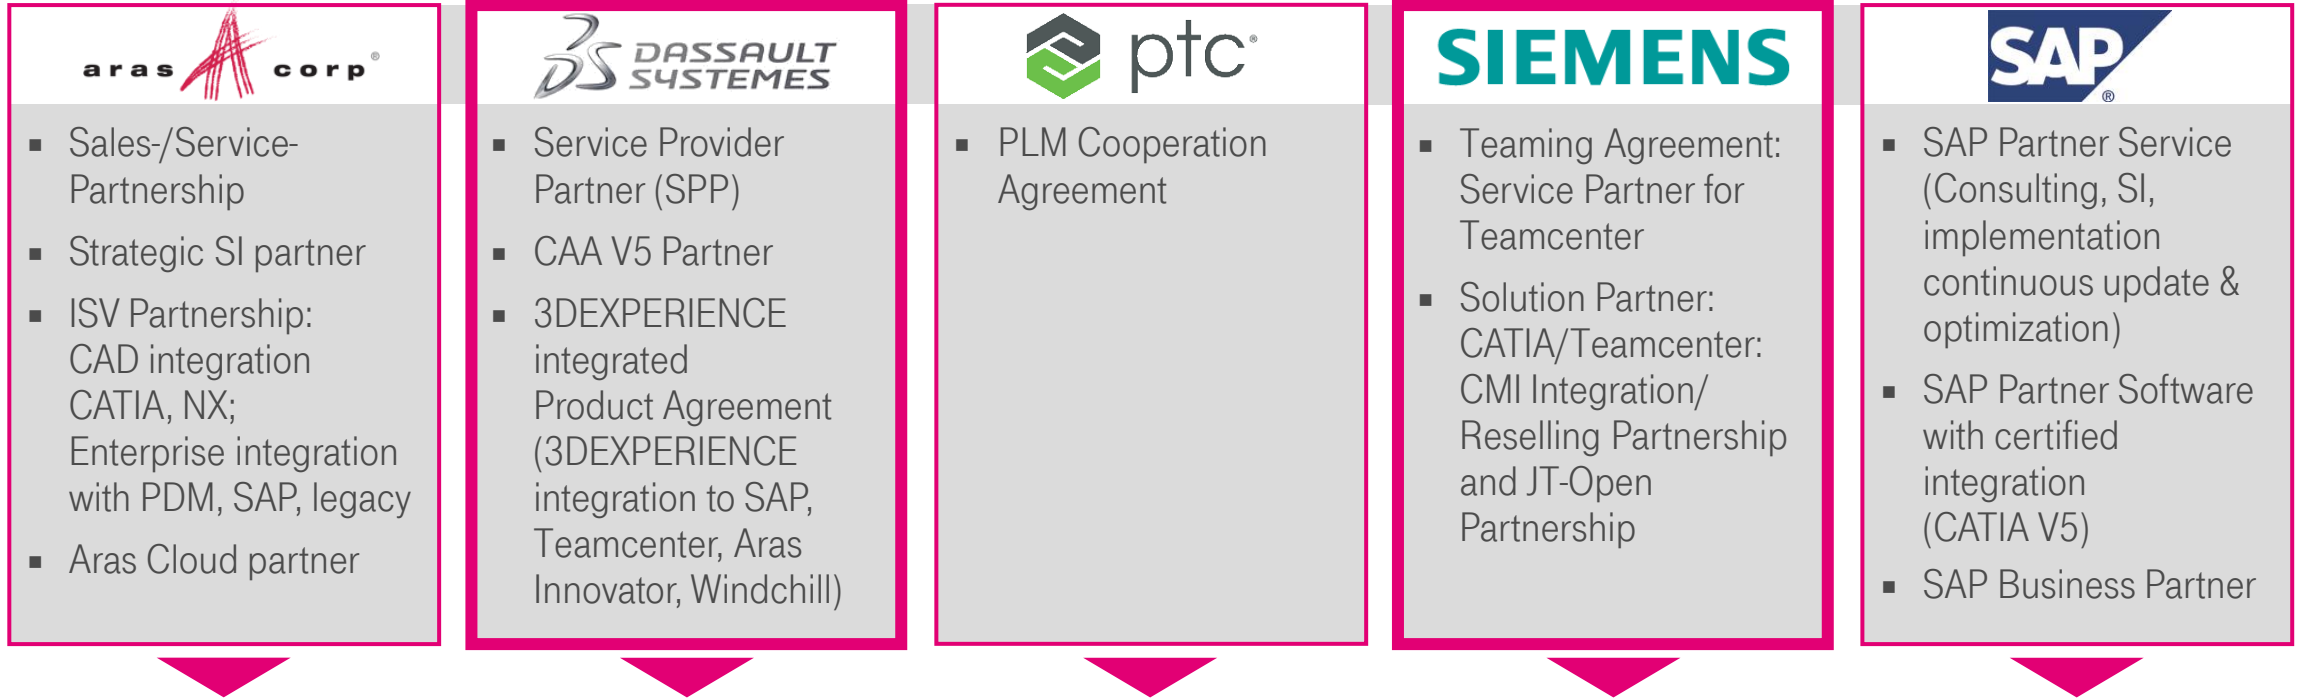 aras corp®
Sales-/Service-
Partnership
Strategic SI partner
ISV Partnership:
CAD integration
CATIA, NX;
Enterprise integration
with PDM, SAP, legacy
Aras Cloud partner
DASSAULT
SYSTEMES
Service Provider
Partner (SPP)
CAA V5 Partner
3DEXPERIENCE
integrated
Product Agreement
(3DEXPERIENCE
integration to SAP,
Teamcenter, Aras
Innovator, Windchill)
ptc®
PLM Cooperation
Agreement
SIEMENS
Teaming Agreement:
Service Partner for
Teamcenter
Solution Partner:
CATIA/Teamcenter:
CMI Integration/
Reselling Partnership
and JT-Open
Partnership
SAP®
SAP Partner Service
(Consulting, SI,
implementation
continuous update &
optimization)
SAP Partner Software
with certified
integration
(CATIA V5)
SAP Business Partner